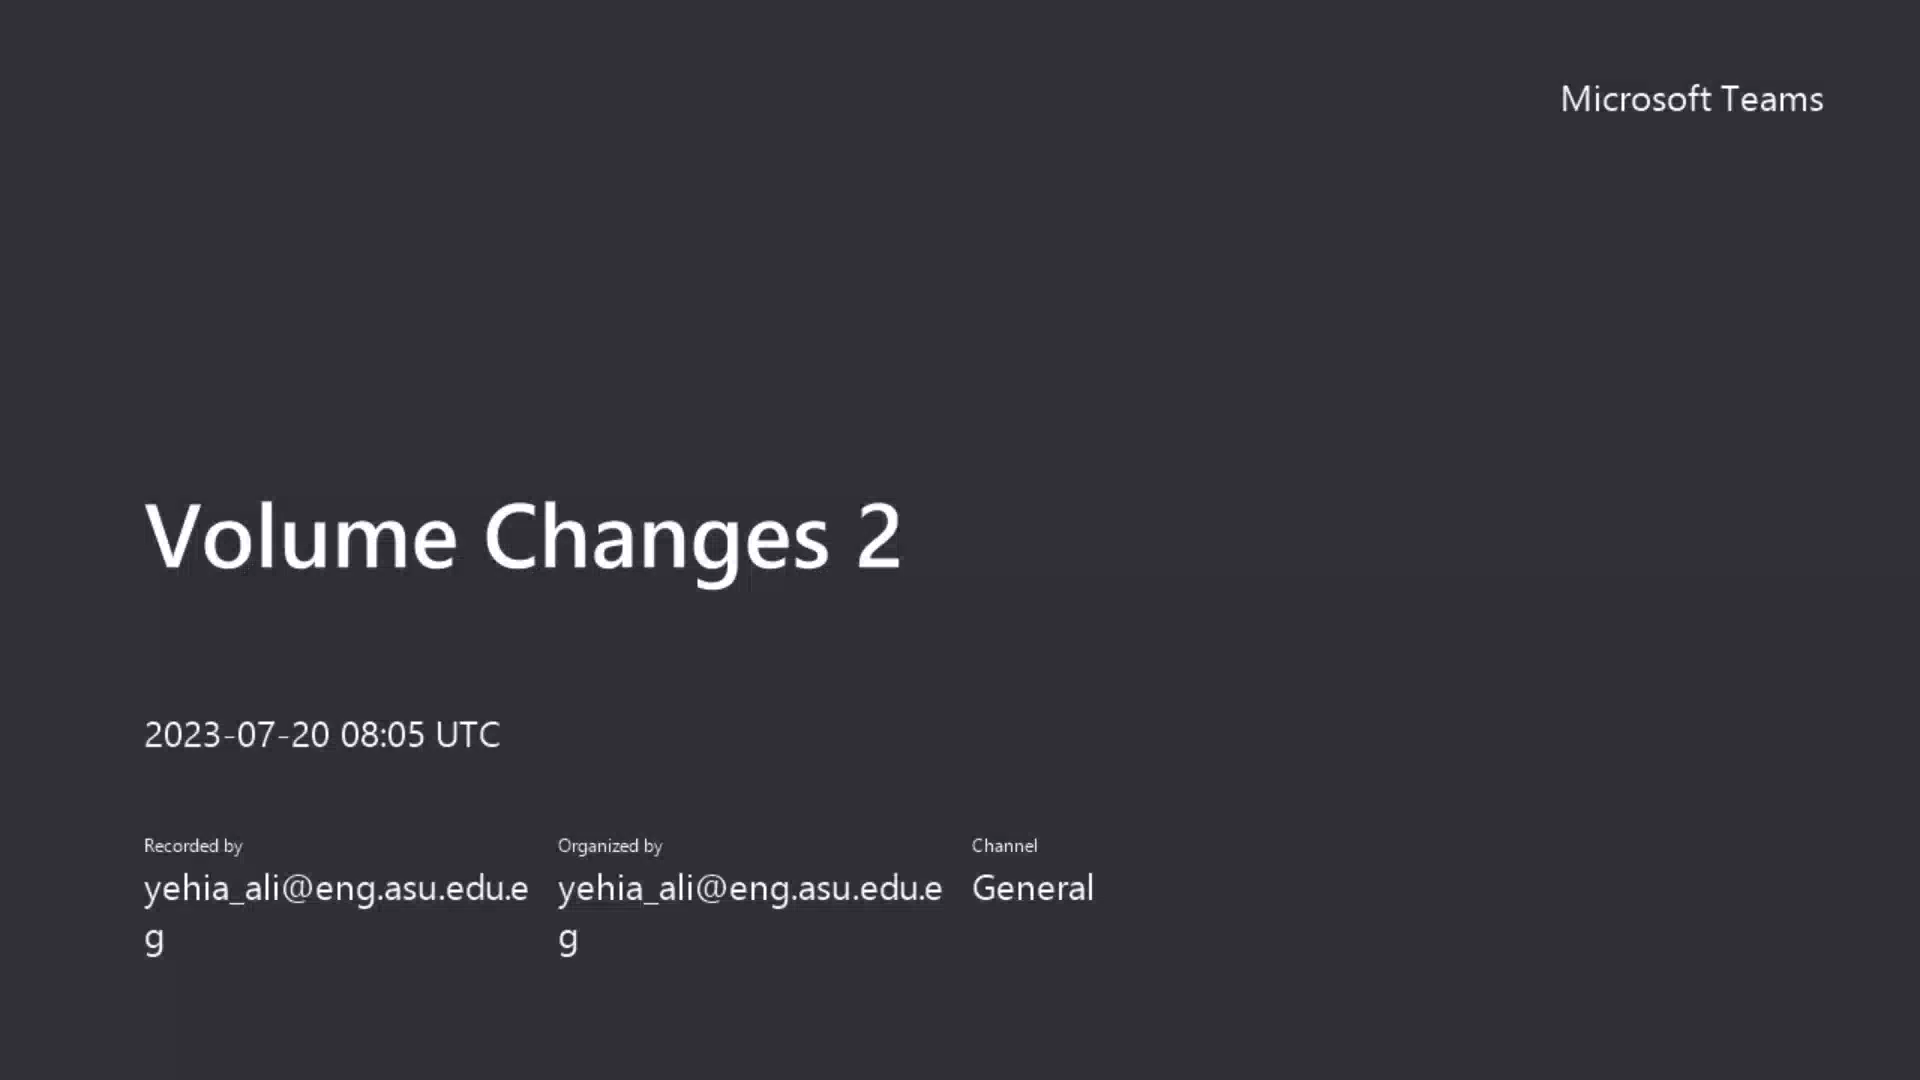 Microsoft Teams
Volume Changes 2
2023-07-20 08:05 UTC
Recorded by
yehia_ali@eng.asu.edu.e
g
Organized by
yehia_ali@eng.asu.edu.e
g
Channel
General